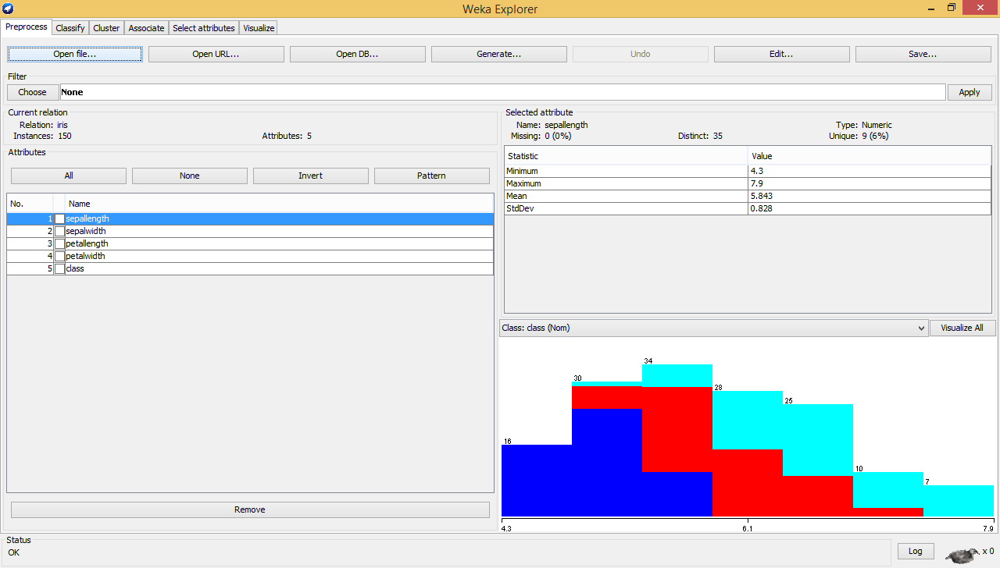 Weka Explorer
Preprocess Classify Cluster Associate Select attributes Visualize
Open file... Open URL... Open DB... Generate... Undo Edit... Save...
Filter
Choose None Apply
Current relation
Relation: iris
Instances: 150 Attributes: 5
Attributes
All None Invert Pattern
No. Name
1 sepallength
2 sepalwidth
3 petallength
4 petalwidth
5 class
Remove
Selected attribute
Name: sepallength Type: Numeric
Missing: 0 (0%) Distinct: 35 Unique: 9 (6%)
Statistic Value
Minimum 4.3
Maximum 7.9
Mean 5.843
StdDev 0.828
Class: class (Nom) Visualize All
16 30 34 28 25 10 7
4.3 6.1 7.9
Status
OK
Log x 0